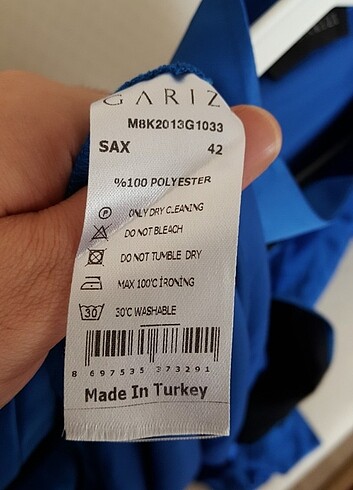 GARIZ
M8K2013G1033
SAX 42
%100 POLYESTER
P ONLY DRY CLEANING
DO NOT BLEACH
DO NOT TUMBLE DRY
MAX 100'C İRONING
30 30'C WASHABLE
8 697535 373291
Made In Turkey